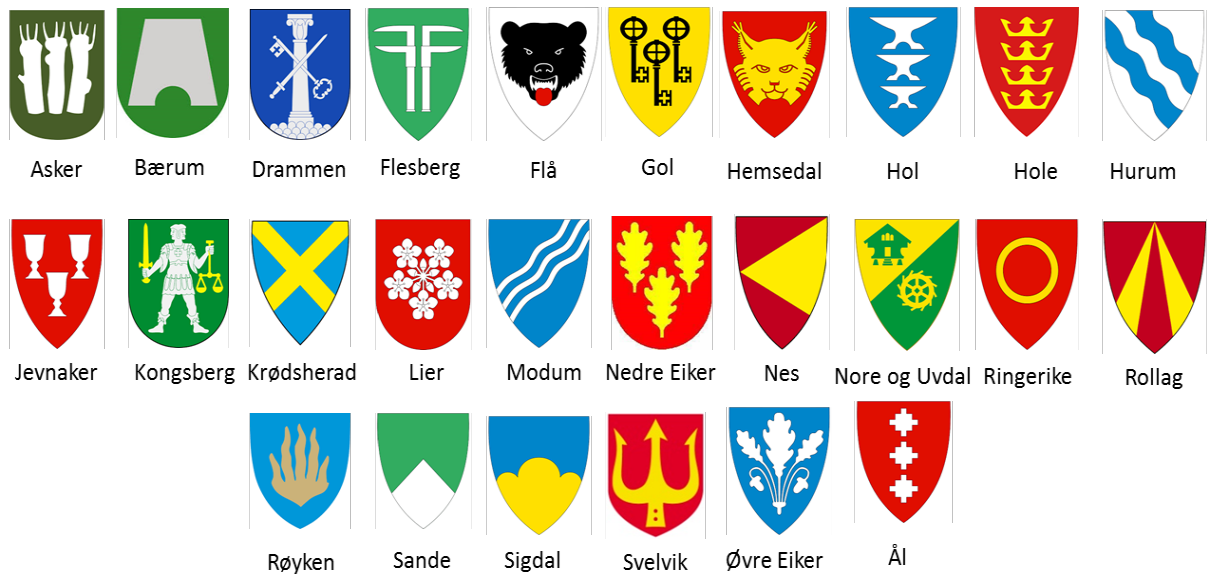 Asker Bærum Drammen Flesberg Flå Gol Hemsedal Hol Hole Hurum
Jevnaker Kongsberg Krødsherad Lier Modum Nedre Eiker Nes Nore og Uvdal Ringerike Rollag
Røyken Sande Sigdal Svelvik Øvre Eiker Ål